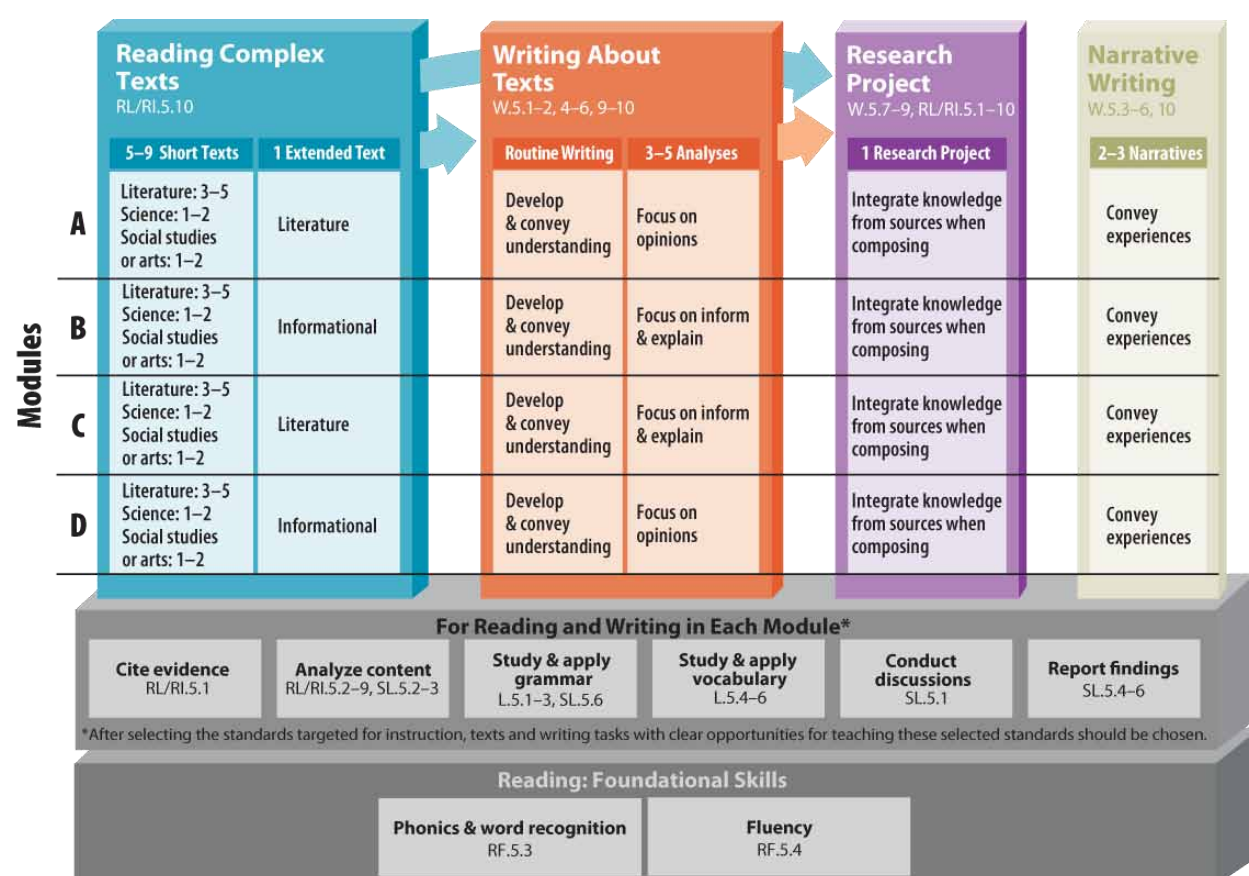 Reading Complex
Texts
RL/RI.5.10
Writing About
Texts
W.5.1–2, 4–6, 9–10
Research
Project
W.5.7–9, RL/RI.5.1–10
Narrative
Writing
W.5.3–6, 10
5–9 Short Texts
1 Extended Text
Routine Writing
3–5 Analyses
1 Research Project
2–3 Narratives
Modules
A
Literature: 3–5
Science: 1–2
Social studies
or arts: 1–2
Literature
Develop
& convey
understanding
Focus on
opinions
Integrate knowledge
from sources when
composing
Convey
experiences
B
Literature: 3–5
Science: 1–2
Social studies
or arts: 1–2
Informational
Develop
& convey
understanding
Focus on inform
& explain
Integrate knowledge
from sources when
composing
Convey
experiences
C
Literature: 3–5
Science: 1–2
Social studies
or arts: 1–2
Literature
Develop
& convey
understanding
Focus on inform
& explain
Integrate knowledge
from sources when
composing
Convey
experiences
D
Literature: 3–5
Science: 1–2
Social studies
or arts: 1–2
Informational
Develop
& convey
understanding
Focus on
opinions
Integrate knowledge
from sources when
composing
Convey
experiences
For Reading and Writing in Each Module*
Cite evidence
RL/RI.5.1
Analyze content
RL/RI.5.2–9, SL.5.2–3
Study & apply
grammar
L.5.1–3, SL.5.6
Study & apply
vocabulary
L.5.4–6
Conduct
discussions
SL.5.1
Report findings
SL.5.4–6
*After selecting the standards targeted for instruction, texts and writing tasks with clear opportunities for teaching these selected standards should be chosen.
Reading: Foundational Skills
Phonics & word recognition
RF.5.3
Fluency
RF.5.4